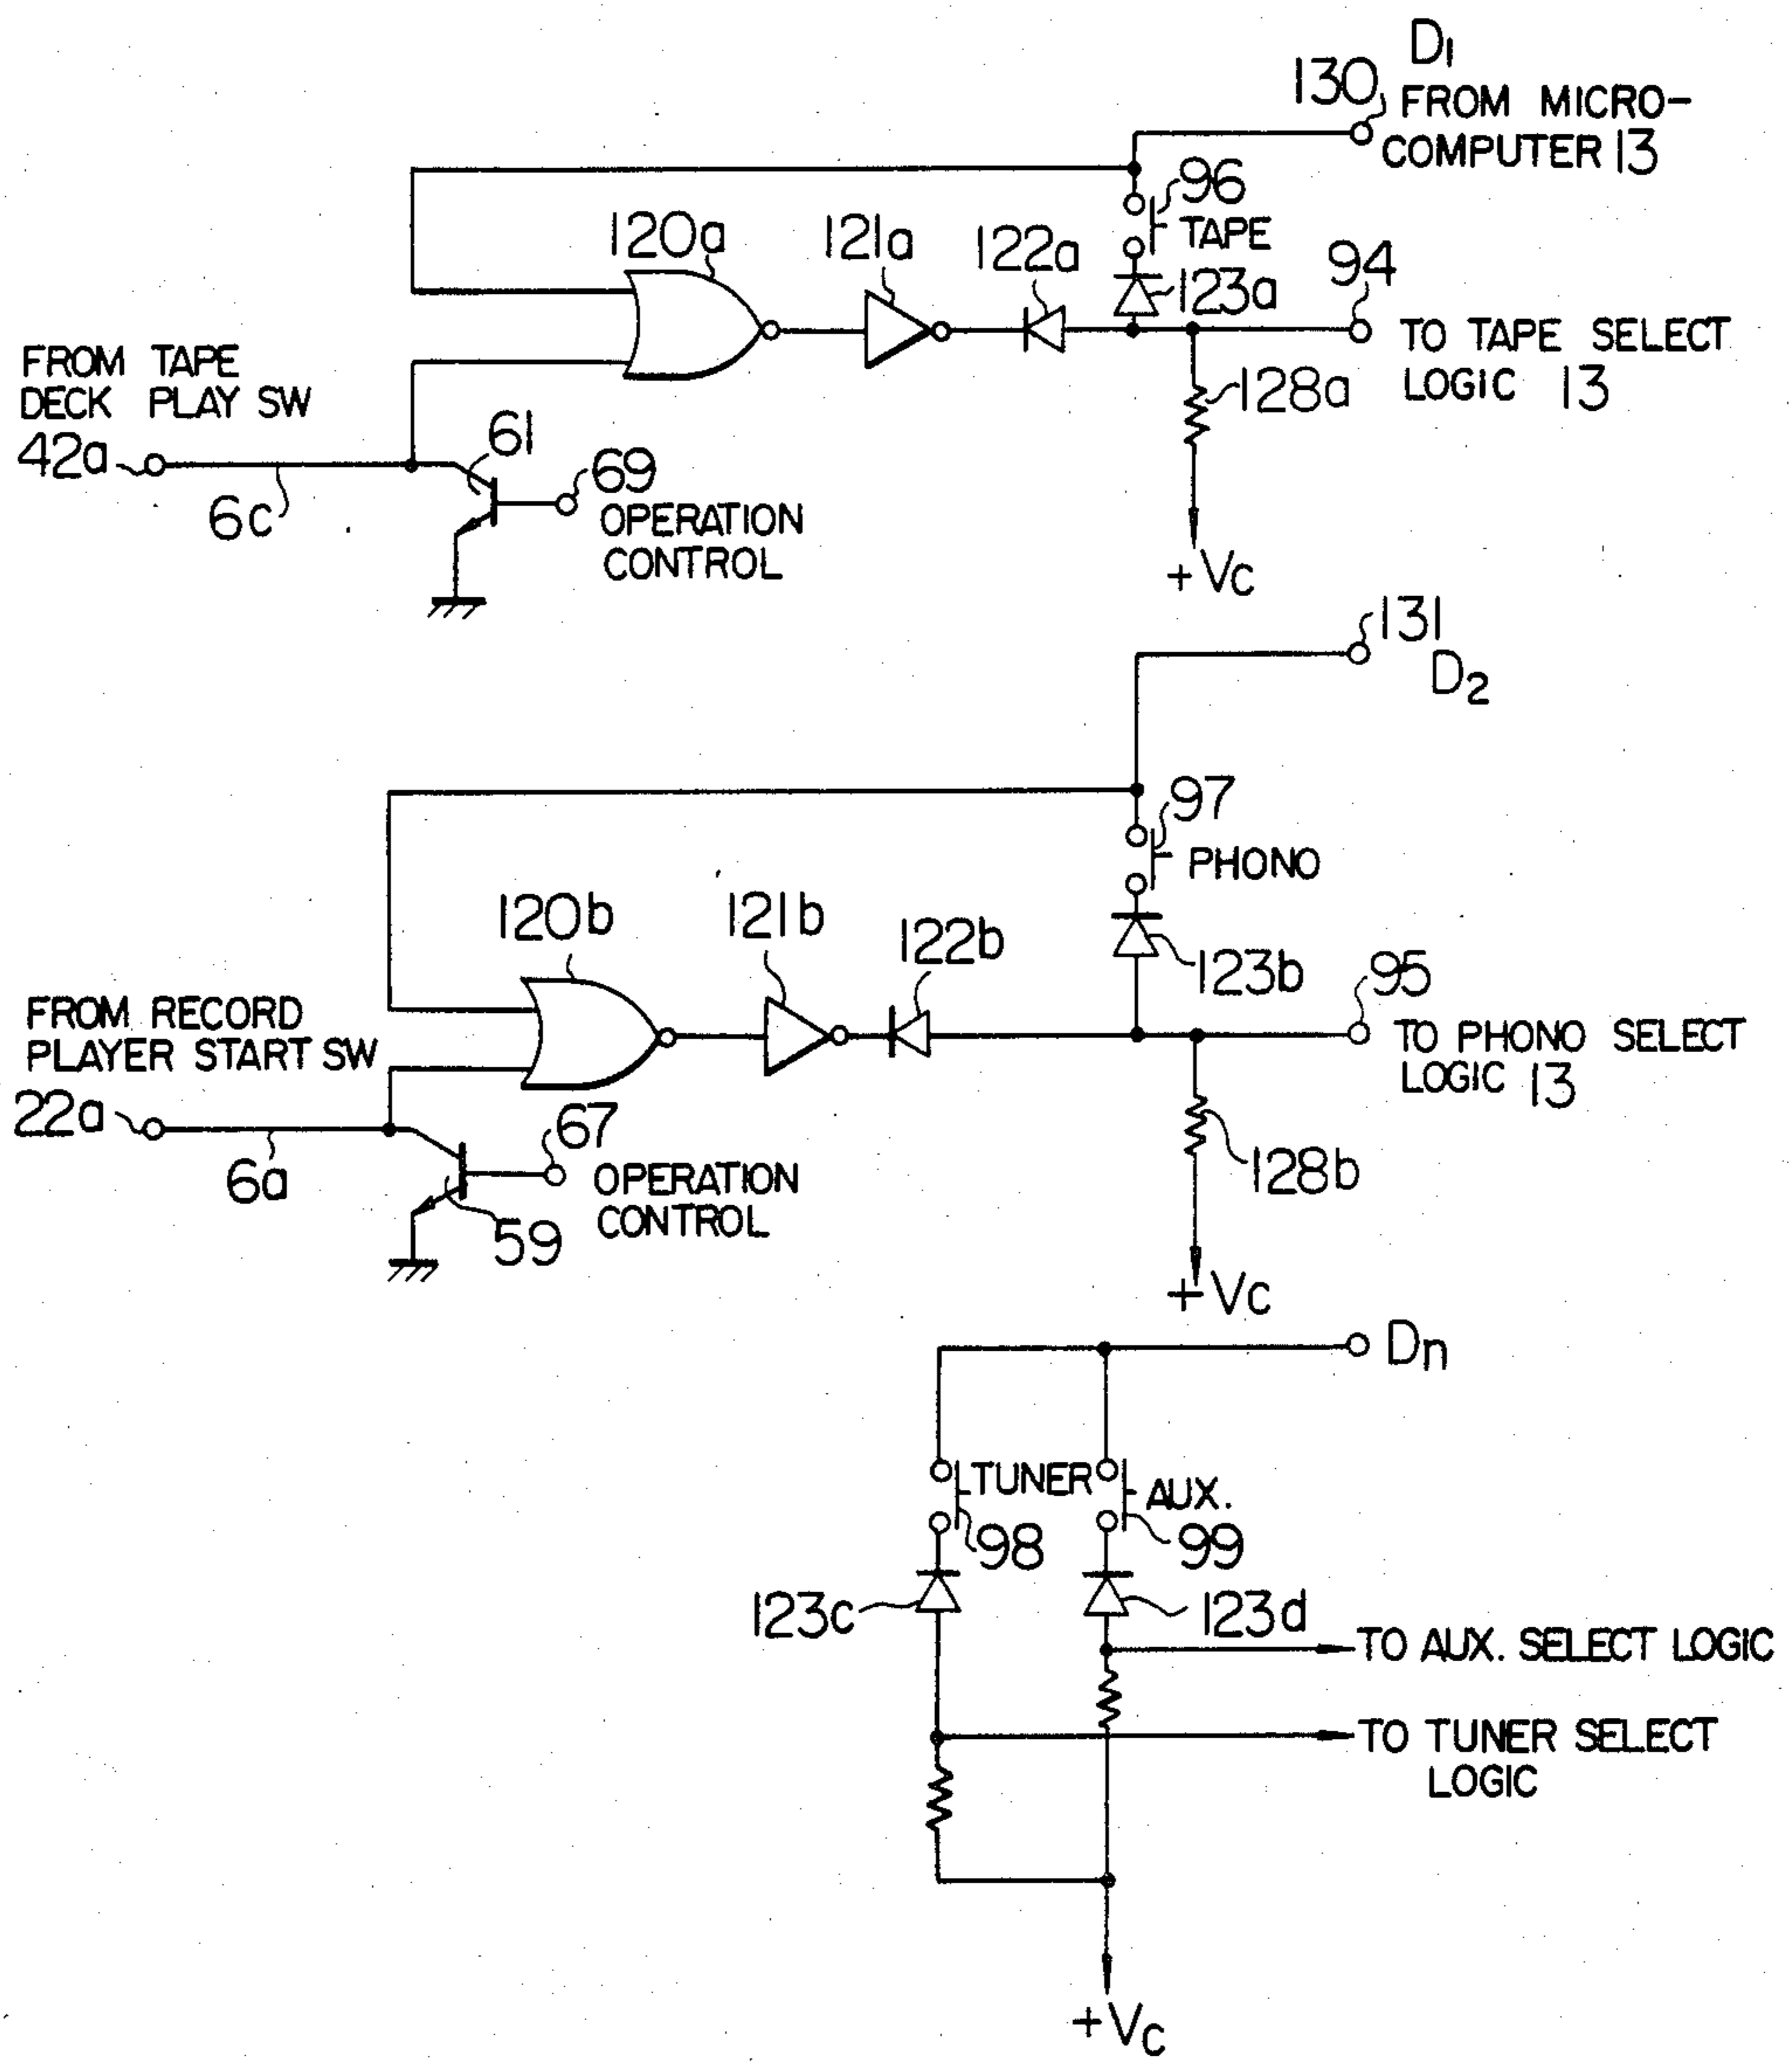 D1
130 FROM MICRO-
COMPUTER 13
96
TAPE
120a
121a
122a
123a
94
TO TAPE SELECT
LOGIC 13
FROM TAPE
DECK PLAY SW
42a
61
69
6c
OPERATION
CONTROL
128a
+Vc
131
D2
97
PHONO
120b
121b
122b
123b
95
FROM RECORD
PLAYER START SW
TO PHONO SELECT
LOGIC 13
22a
67
6a
OPERATION
CONTROL
59
128b
+Vc
Dn
TUNER
AUX.
98
99
123c
123d
TO AUX. SELECT LOGIC
TO TUNER SELECT
LOGIC
+Vc